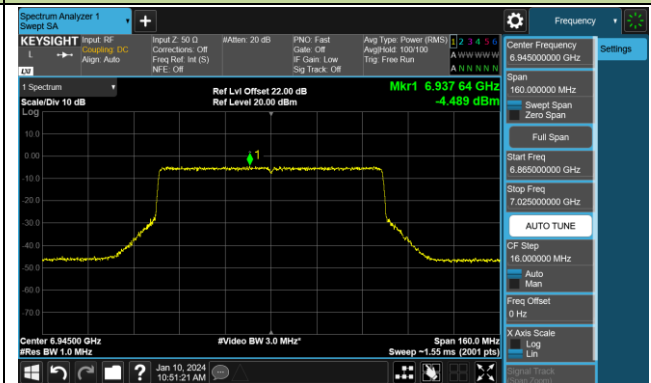 Spectrum Analyzer 1
Swept SA
+
Frequency
KEYSIGHT
L
LXI
Input: RF
Coupling: DC
Align: Auto
Input Z: 50 Ω
Corrections: Off
Freq Ref: Int (S)
NFE: Off
#Atten: 20 dB
PNO: Fast
Gate: Off
IF Gain: Low
Sig Track: Off
Avg Type: Power (RMS)
Avg|Hold: 100/100
Trig: Free Run
1 2 3 4 5 6
A W W W W W
A N N N N N
1 Spectrum
Scale/Div 10 dB
Log
Ref Lvl Offset 22.00 dB
Ref Level 20.00 dBm
Mkr1 6.937 64 GHz
-4.489 dBm
10.0
0.00
-10.0
-20.0
-30.0
-40.0
-50.0
-60.0
-70.0
1
Center 6.94500 GHz
#Res BW 1.0 MHz
#Video BW 3.0 MHz*
Span 160.0 MHz
Sweep ~1.55 ms (2001 pts)
?
Jan 10, 2024
10:51:21 AM
Center Frequency
6.945000000 GHz
Span
160.000000 MHz
Swept Span
Zero Span
Full Span
Start Freq
6.865000000 GHz
Stop Freq
7.025000000 GHz
AUTO TUNE
CF Step
16.000000 MHz
Auto
Man
Freq Offset
0 Hz
X Axis Scale
Log
Lin
Signal Track
(Span Zoom)
Settings